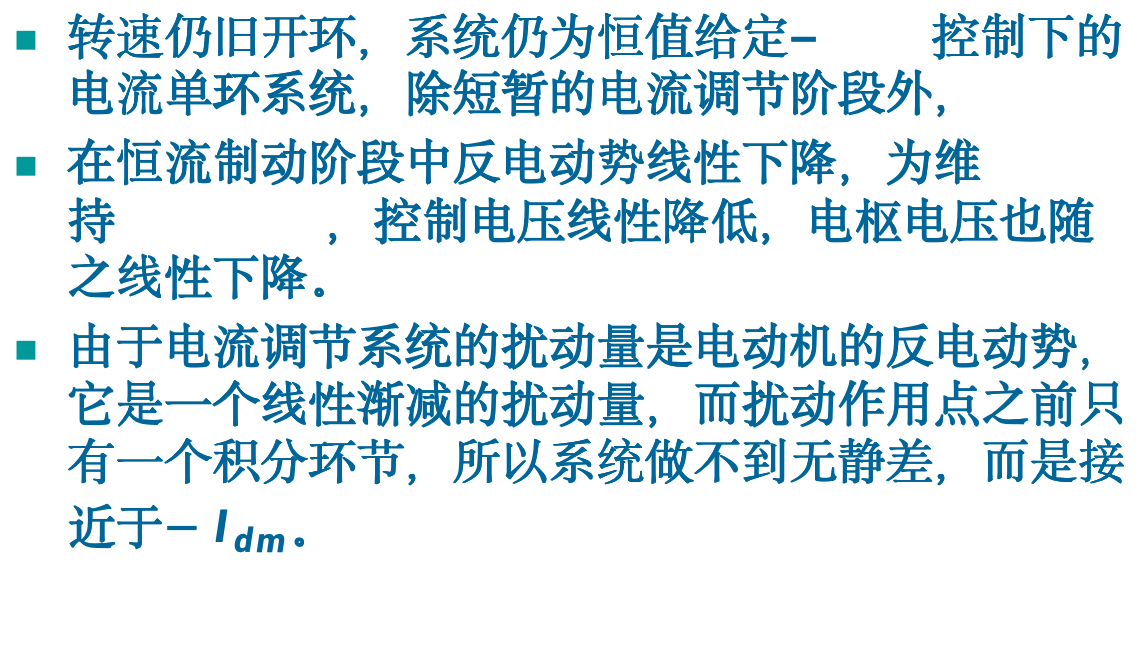 ■ 转速仍旧开环，系统仍为恒值给定− 控制下的
电流单环系统，除短暂的电流调节阶段外，
■ 在恒流制动阶段中反电动势线性下降，为维
持 ，控制电压线性降低，电枢电压也随
之线性下降。
■ 由于电流调节系统的扰动量是电动机的反电动势，
它是一个线性渐减的扰动量，而扰动作用点之前只
有一个积分环节，所以系统做不到无静差，而是接
近于− I dm 。